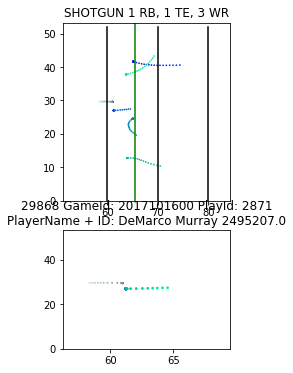 SHOTGUN 1 RB, 1 TE, 3 WR
50
40
30
20
10
0
60 70 80
29868 GameId: 2017101600 PlayId: 2871
PlayerName + ID: DeMarco Murray 2495207.0
40
20
0
60 65